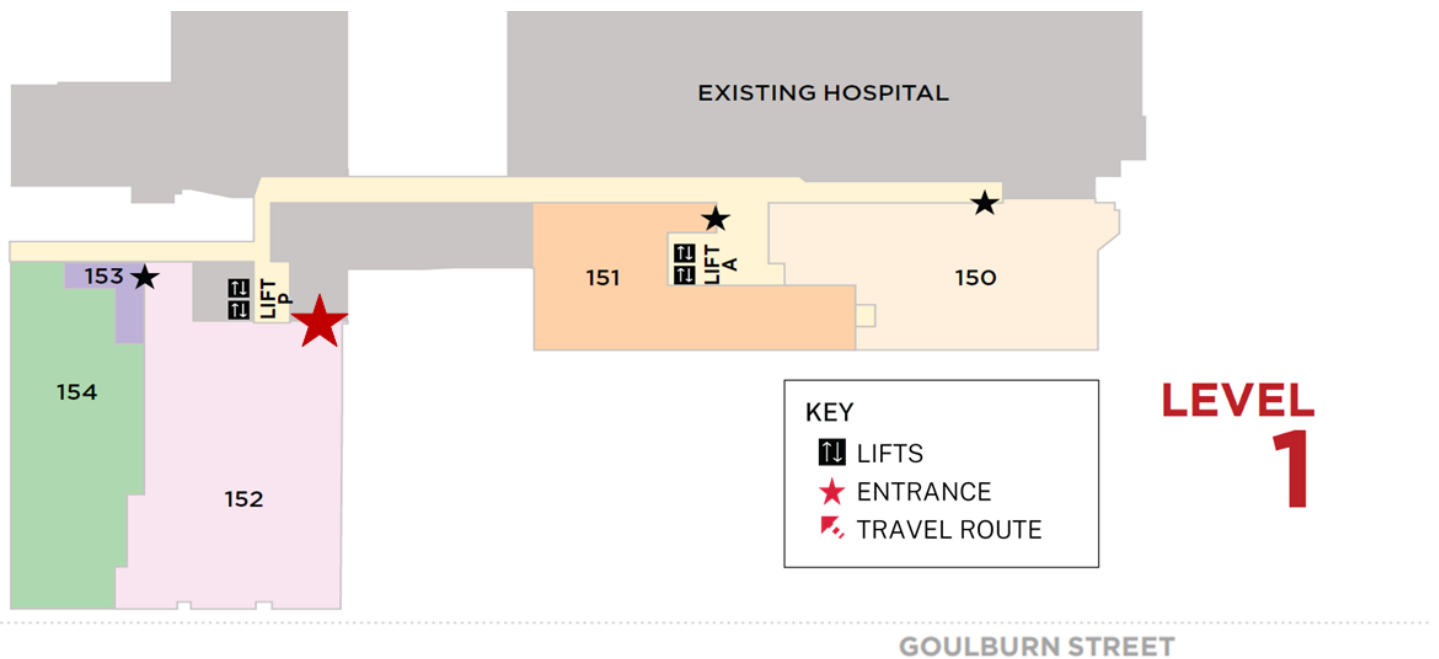 EXISTING HOSPITAL
153
LIFT
P
151
LIFT
A
150
154
152
KEY
LIFTS
ENTRANCE
TRAVEL ROUTE
LEVEL
1
GOULBURN STREET